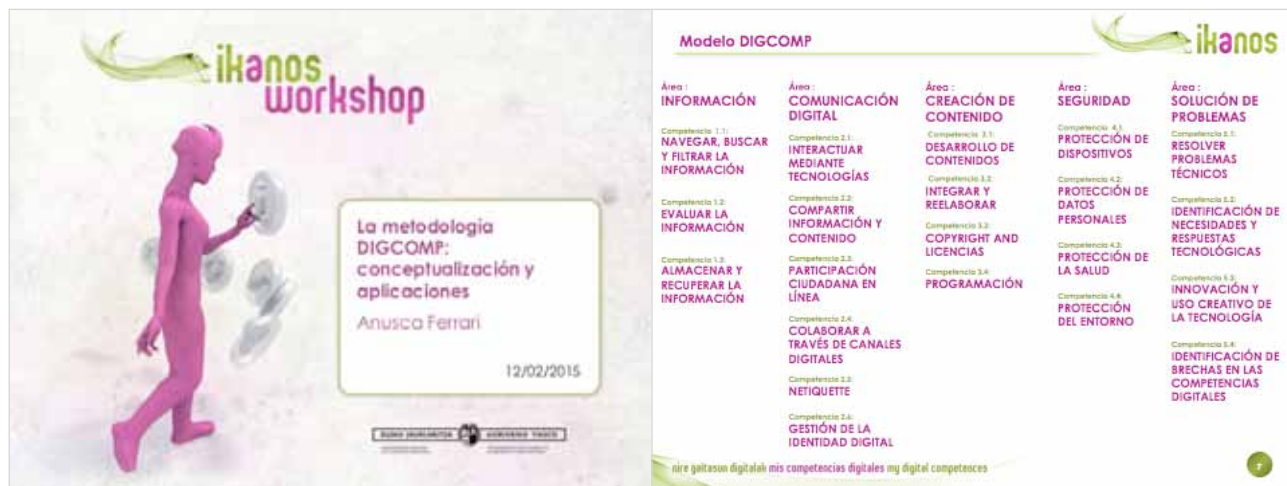 ikanos
workshop
La metodología
DIGCOMP:
conceptualización y
aplicaciones
Anusca Ferrari
12/02/2015
EUSKO JAURLARITZA
GOBIERNO VASCO
Modelo DIGCOMP
ikanos
Área :
INFORMACIÓN
Competencia 1.1:
NAVEGAR, BUSCAR
Y FILTRAR LA
INFORMACIÓN
Competencia 1.2:
EVALUAR LA
INFORMACIÓN
Competencia 1.3:
ALMACENAR Y
RECUPERAR LA
INFORMACIÓN
Área :
COMUNICACIÓN
DIGITAL
Competencia 2.1:
INTERACTUAR
MEDIANTE
TECNOLOGÍAS
Competencia 2.2:
COMPARTIR
INFORMACIÓN Y
CONTENIDO
Competencia 2.3:
PARTICIPACIÓN
CIUDADANA EN
LÍNEA
Competencia 2.4:
COLABORAR A
TRAVÉS DE CANALES
DIGITALES
Competencia 2.5:
NETIQUETTE
Competencia 2.6:
GESTIÓN DE LA
IDENTIDAD DIGITAL
Área :
CREACIÓN DE
CONTENIDO
Competencia 3.1:
DESARROLLO DE
CONTENIDOS
Competencia 3.2:
INTEGRAR Y
REELABORAR
Competencia 3.3:
COPYRIGHT AND
LICENCIAS
Competencia 3.4:
PROGRAMACIÓN
Área :
SEGURIDAD
Competencia 4.1:
PROTECCIÓN DE
DISPOSITIVOS
Competencia 4.2:
PROTECCIÓN DE
DATOS
PERSONALES
Competencia 4.3:
PROTECCIÓN DE
LA SALUD
Competencia 4.4:
PROTECCIÓN
DEL ENTORNO
Área :
SOLUCIÓN DE
PROBLEMAS
Competencia 5.1:
RESOLVER
PROBLEMAS
TÉCNICOS
Competencia 5.2:
IDENTIFICACIÓN DE
NECESIDADES Y
RESPUESTAS
TECNOLÓGICAS
Competencia 5.3:
INNOVACIÓN Y
USO CREATIVO DE
LA TECNOLOGÍA
Competencia 5.4:
IDENTIFICACIÓN DE
BRECHAS EN LAS
COMPETENCIAS
DIGITALES
nire gaitasun digitalak mis competencias digitales my digital competences
7